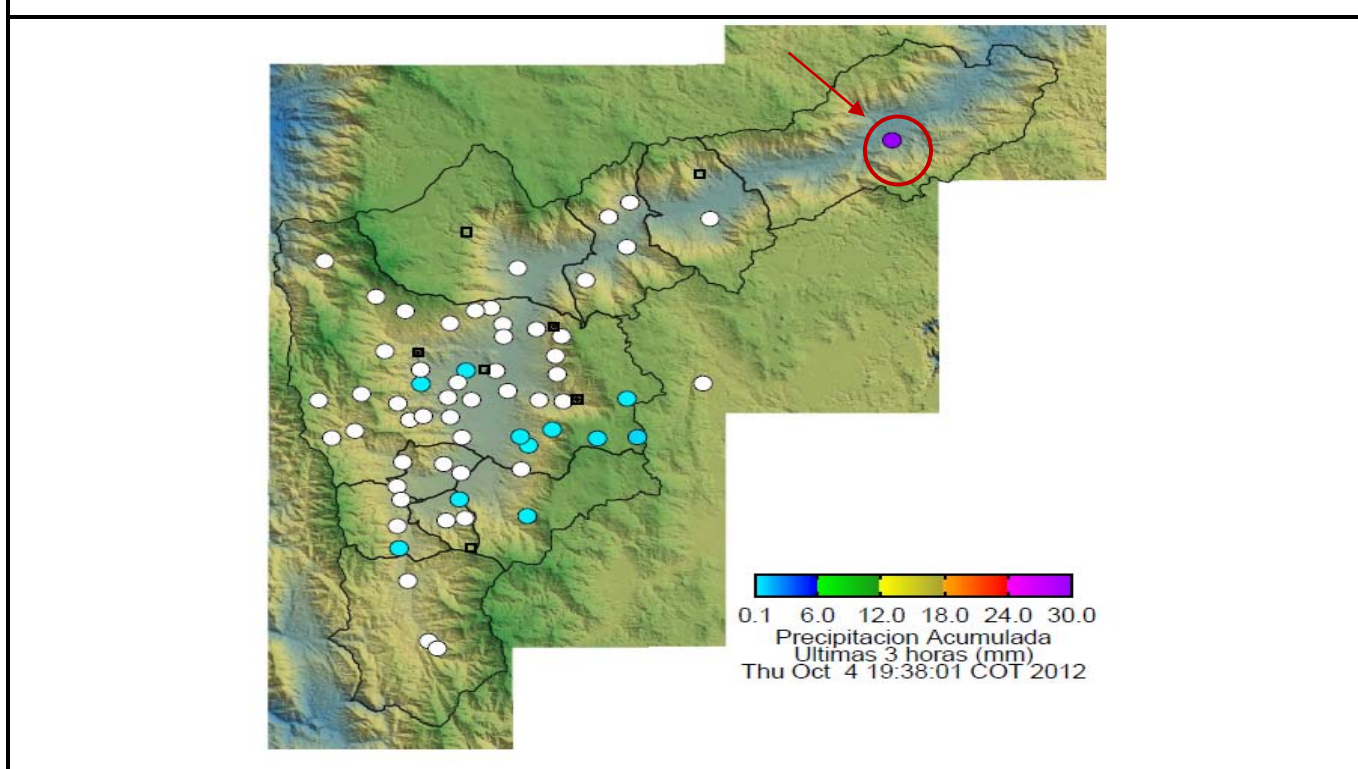 0.1 6.0 12.0 18.0 24.0 30.0
Precipitacion Acumulada
Ultimas 3 horas (mm)
Thu Oct 4 19:38:01 COT 2012